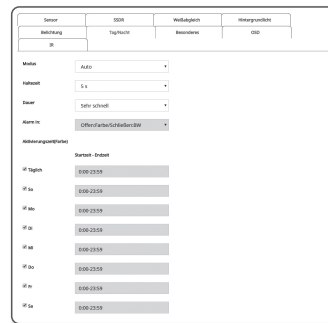 Sensor SSDR Weißabgleich Hintergrundlicht
Belichtung Tag/Nacht Besonderes OSD
IR
Modus Auto
Haltezeit 5 s
Dauer Sehr schnell
Alarm in: Offen:Farbe/Schließen:BW
Aktivierungszeit(Farbe)
Startzeit - Endzeit
Täglich 0:00-23:59
So 0:00-23:59
Mo 0:00-23:59
Di 0:00-23:59
Mi 0:00-23:59
Do 0:00-23:59
Fr 0:00-23:59
Sa 0:00-23:59